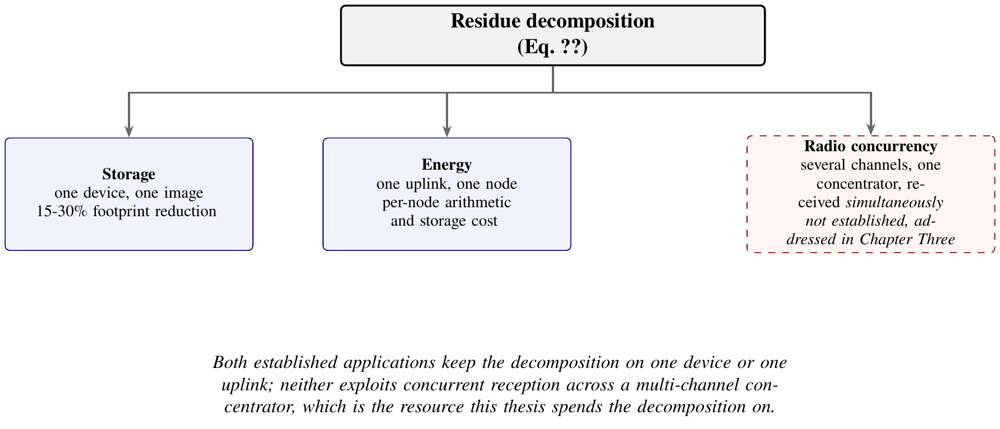 Residue decomposition
(Eq. ??)
Storage
one device, one image
15-30% footprint reduction
Energy
one uplink, one node
per-node arithmetic
and storage cost
Radio concurrency
several channels, one
concentrator, re-
ceived simultaneously
not established, ad-
dressed in Chapter Three
Both established applications keep the decomposition on one device or one
uplink; neither exploits concurrent reception across a multi-channel con-
centrator, which is the resource this thesis spends the decomposition on.